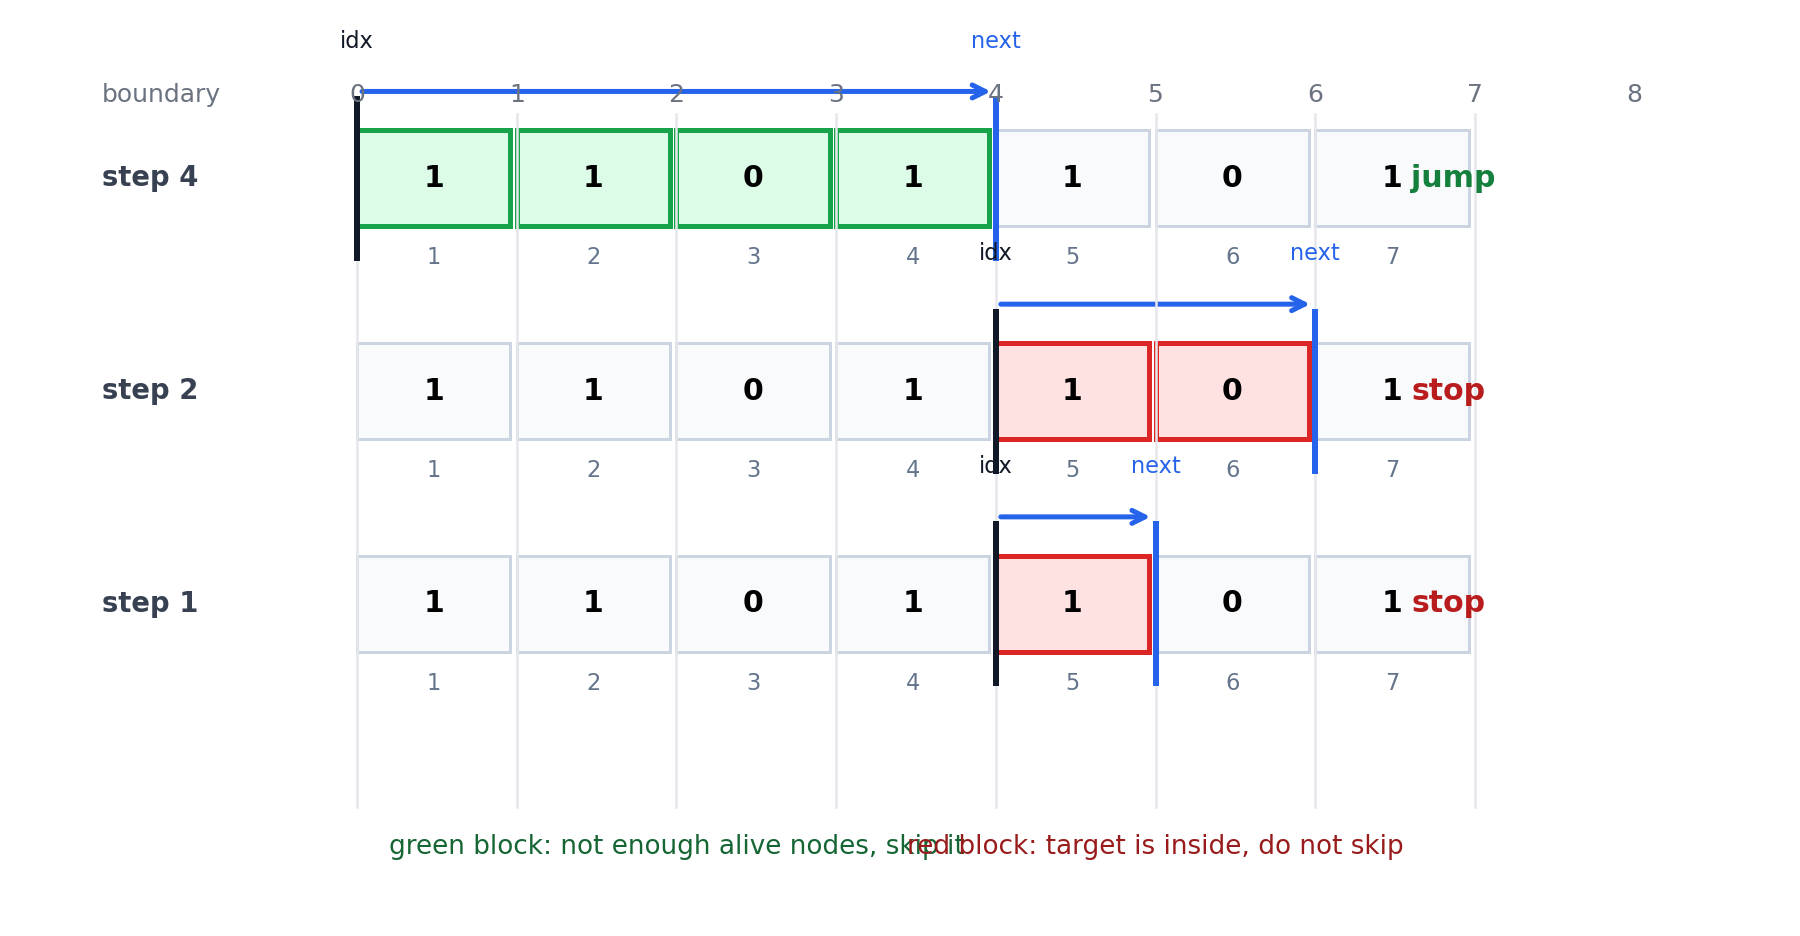 idx next
boundary 0 1 2 3 4 5 6 7 8
step 4 1 1 0 1 1 0 1 jump
1 2 3 4 idx 5 6 next 7
step 2 1 1 0 1 1 0 1 stop
1 2 3 4 idx 5 next 6 7
step 1 1 1 0 1 1 0 1 stop
1 2 3 4 5 6 7
green block: not enough alive nodes, skip it red block: target is inside, do not skip